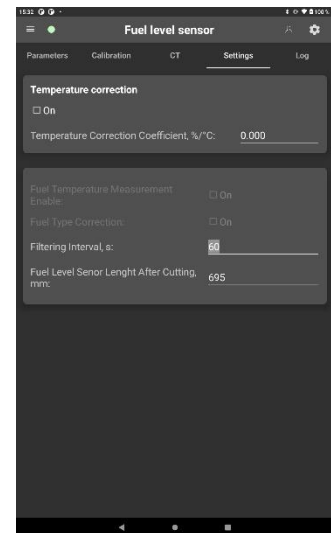 15:32
100%
Fuel level sensor
Parameters Calibration CT Settings Log
Temperature correction
On
Temperature Correction Coefficient, %/°C: 0.000
Fuel Temperature Measurement
Enable:
On
Fuel Type Correction: On
Filtering Interval, s: 60
Fuel Level Senor Lenght After Cutting,
mm:
695